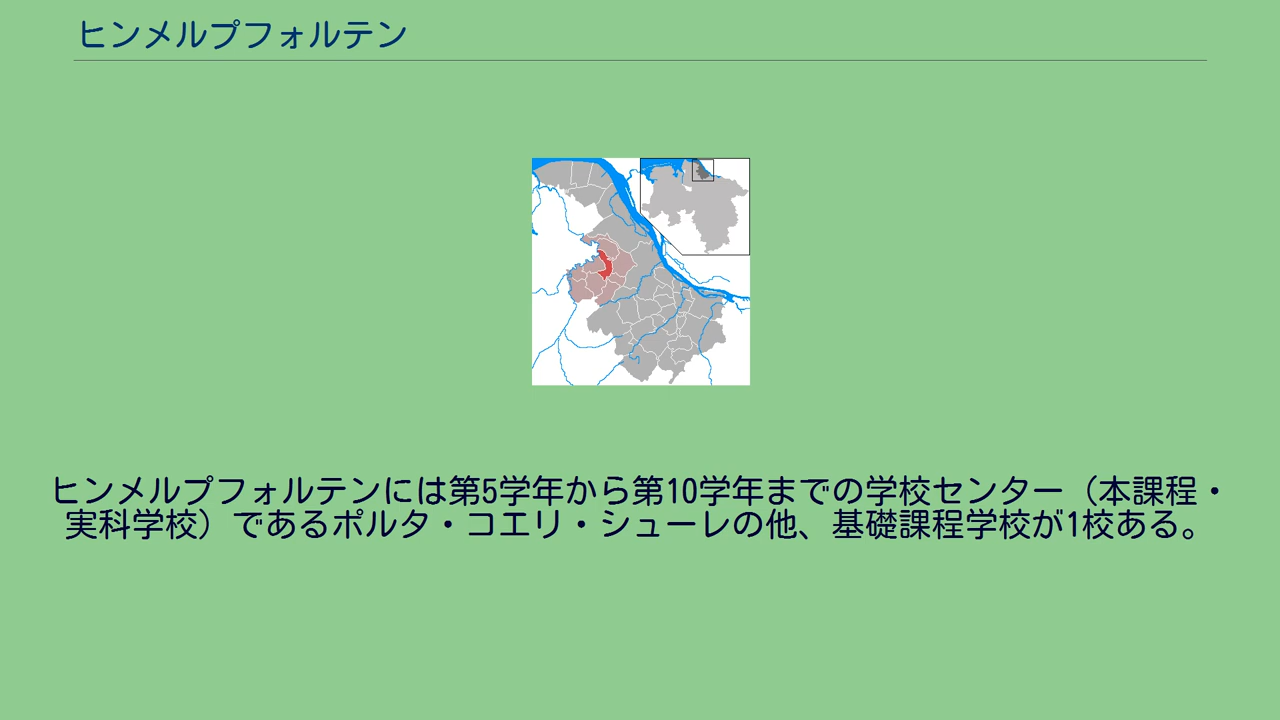 ヒンメルプフォルテン
ヒンメルプフォルテンには第5学年から第10学年までの学校センター（本課程・
実科学校）であるポルタ・コエリ・シューレの他、基礎課程学校が1校ある。